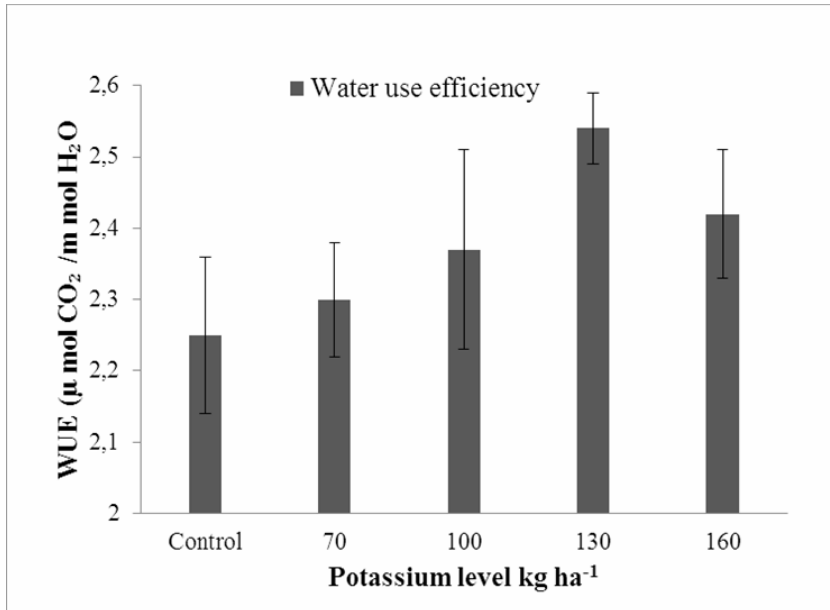 Water use efficiency
WUE (μ mol CO₂ /m mol H₂O
2,6
2,5
2,4
2,3
2,2
2,1
2
Control 70 100 130 160
Potassium level kg ha⁻¹